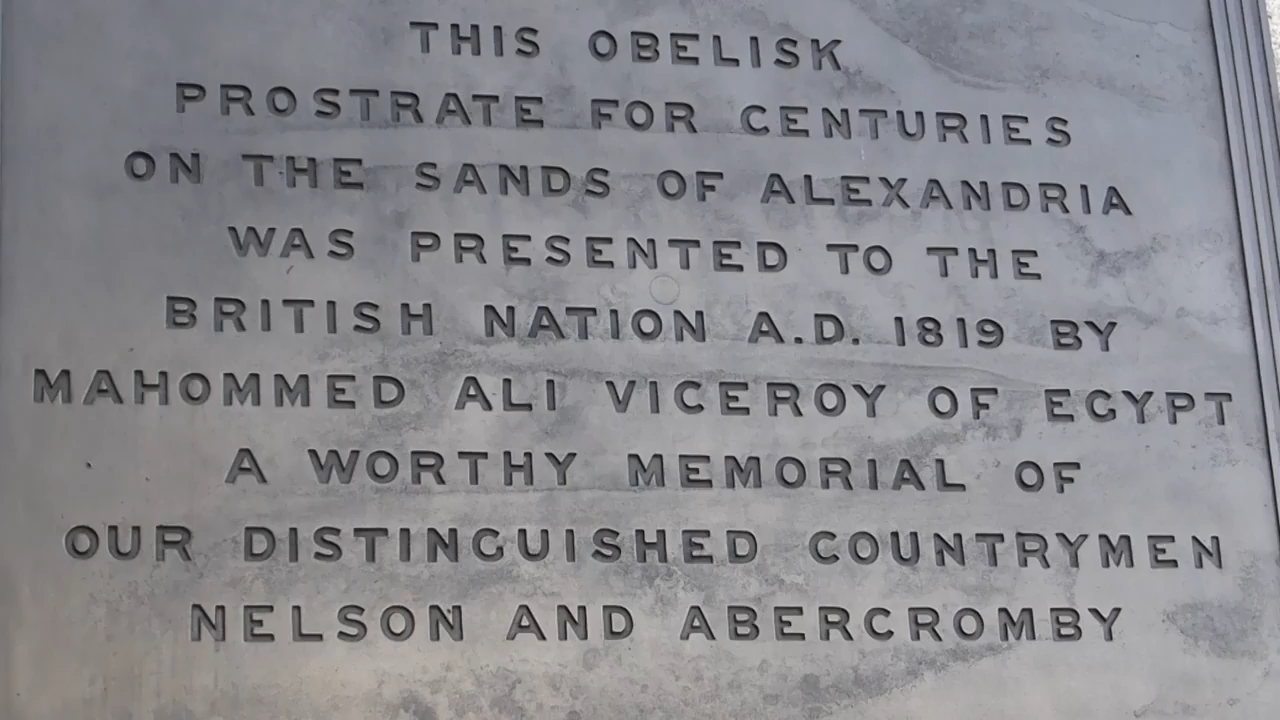 THIS OBELISK
PROSTRATE FOR CENTURIES
ON THE SANDS OF ALEXANDRIA
WAS PRESENTED TO THE
BRITISH NATION A.D. 1819 BY
MAHOMMED ALI VICEROY OF EGYPT
A WORTHY MEMORIAL OF
OUR DISTINGUISHED COUNTRYMEN
NELSON AND ABERCROMBY